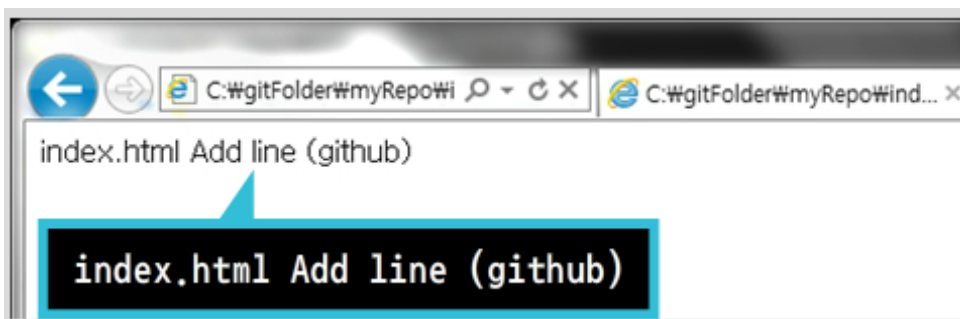 C:₩gitFolder₩myRepo₩i
C:₩gitFolder₩myRepo₩ind...
index.html Add line (github)
index.html Add line (github)